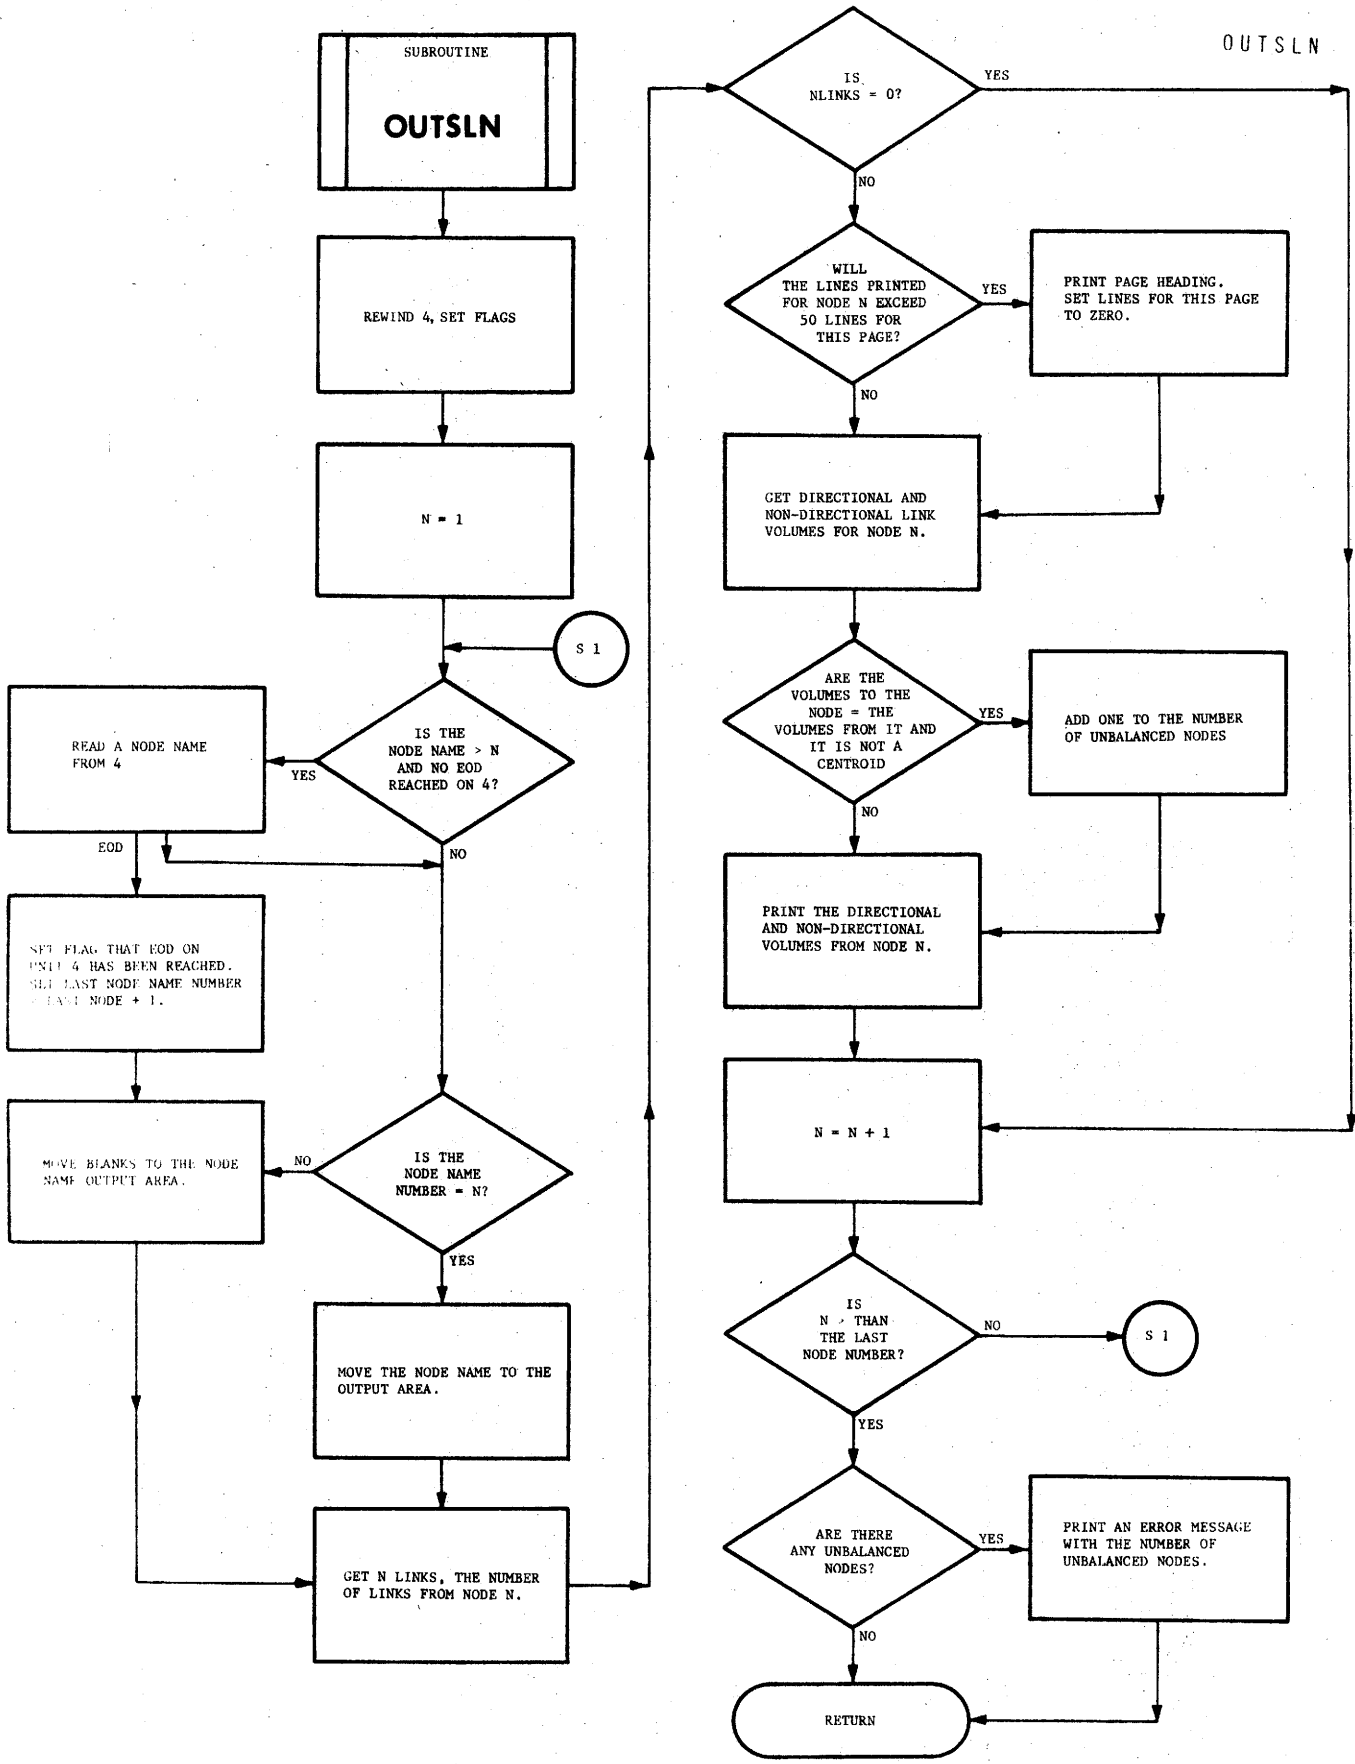 OUTSLN
SUBROUTINE
OUTSLN
REWIND 4, SET FLAGS
N = 1
S 1
IS THE
NODE NAME > N
AND NO EOD
REACHED ON 4?
YES
NO
READ A NODE NAME
FROM 4
EOD
SET FLAG THAT EOD ON
UNIT 4 HAS BEEN REACHED.
SET LAST NODE NAME NUMBER
LAST NODE + 1.
MOVE BLANKS TO THE NODE
NAME OUTPUT AREA.
NO
IS THE
NODE NAME
NUMBER = N?
YES
MOVE THE NODE NAME TO THE
OUTPUT AREA.
GET N LINKS, THE NUMBER
OF LINKS FROM NODE N.
IS
NLINKS = 0?
YES
NO
WILL
THE LINES PRINTED
FOR NODE N EXCEED
50 LINES FOR
THIS PAGE?
YES
NO
PRINT PAGE HEADING.
SET LINES FOR THIS PAGE
TO ZERO.
GET DIRECTIONAL AND
NON-DIRECTIONAL LINK
VOLUMES FOR NODE N.
ARE THE
VOLUMES TO THE
NODE = THE
VOLUMES FROM IT AND
IT IS NOT A
CENTROID
YES
NO
ADD ONE TO THE NUMBER
OF UNBALANCED NODES
PRINT THE DIRECTIONAL
AND NON-DIRECTIONAL
VOLUMES FROM NODE N.
N = N + 1
IS
N > THAN
THE LAST
NODE NUMBER?
NO
S 1
YES
ARE THERE
ANY UNBALANCED
NODES?
YES
NO
PRINT AN ERROR MESSAGE
WITH THE NUMBER OF
UNBALANCED NODES.
RETURN